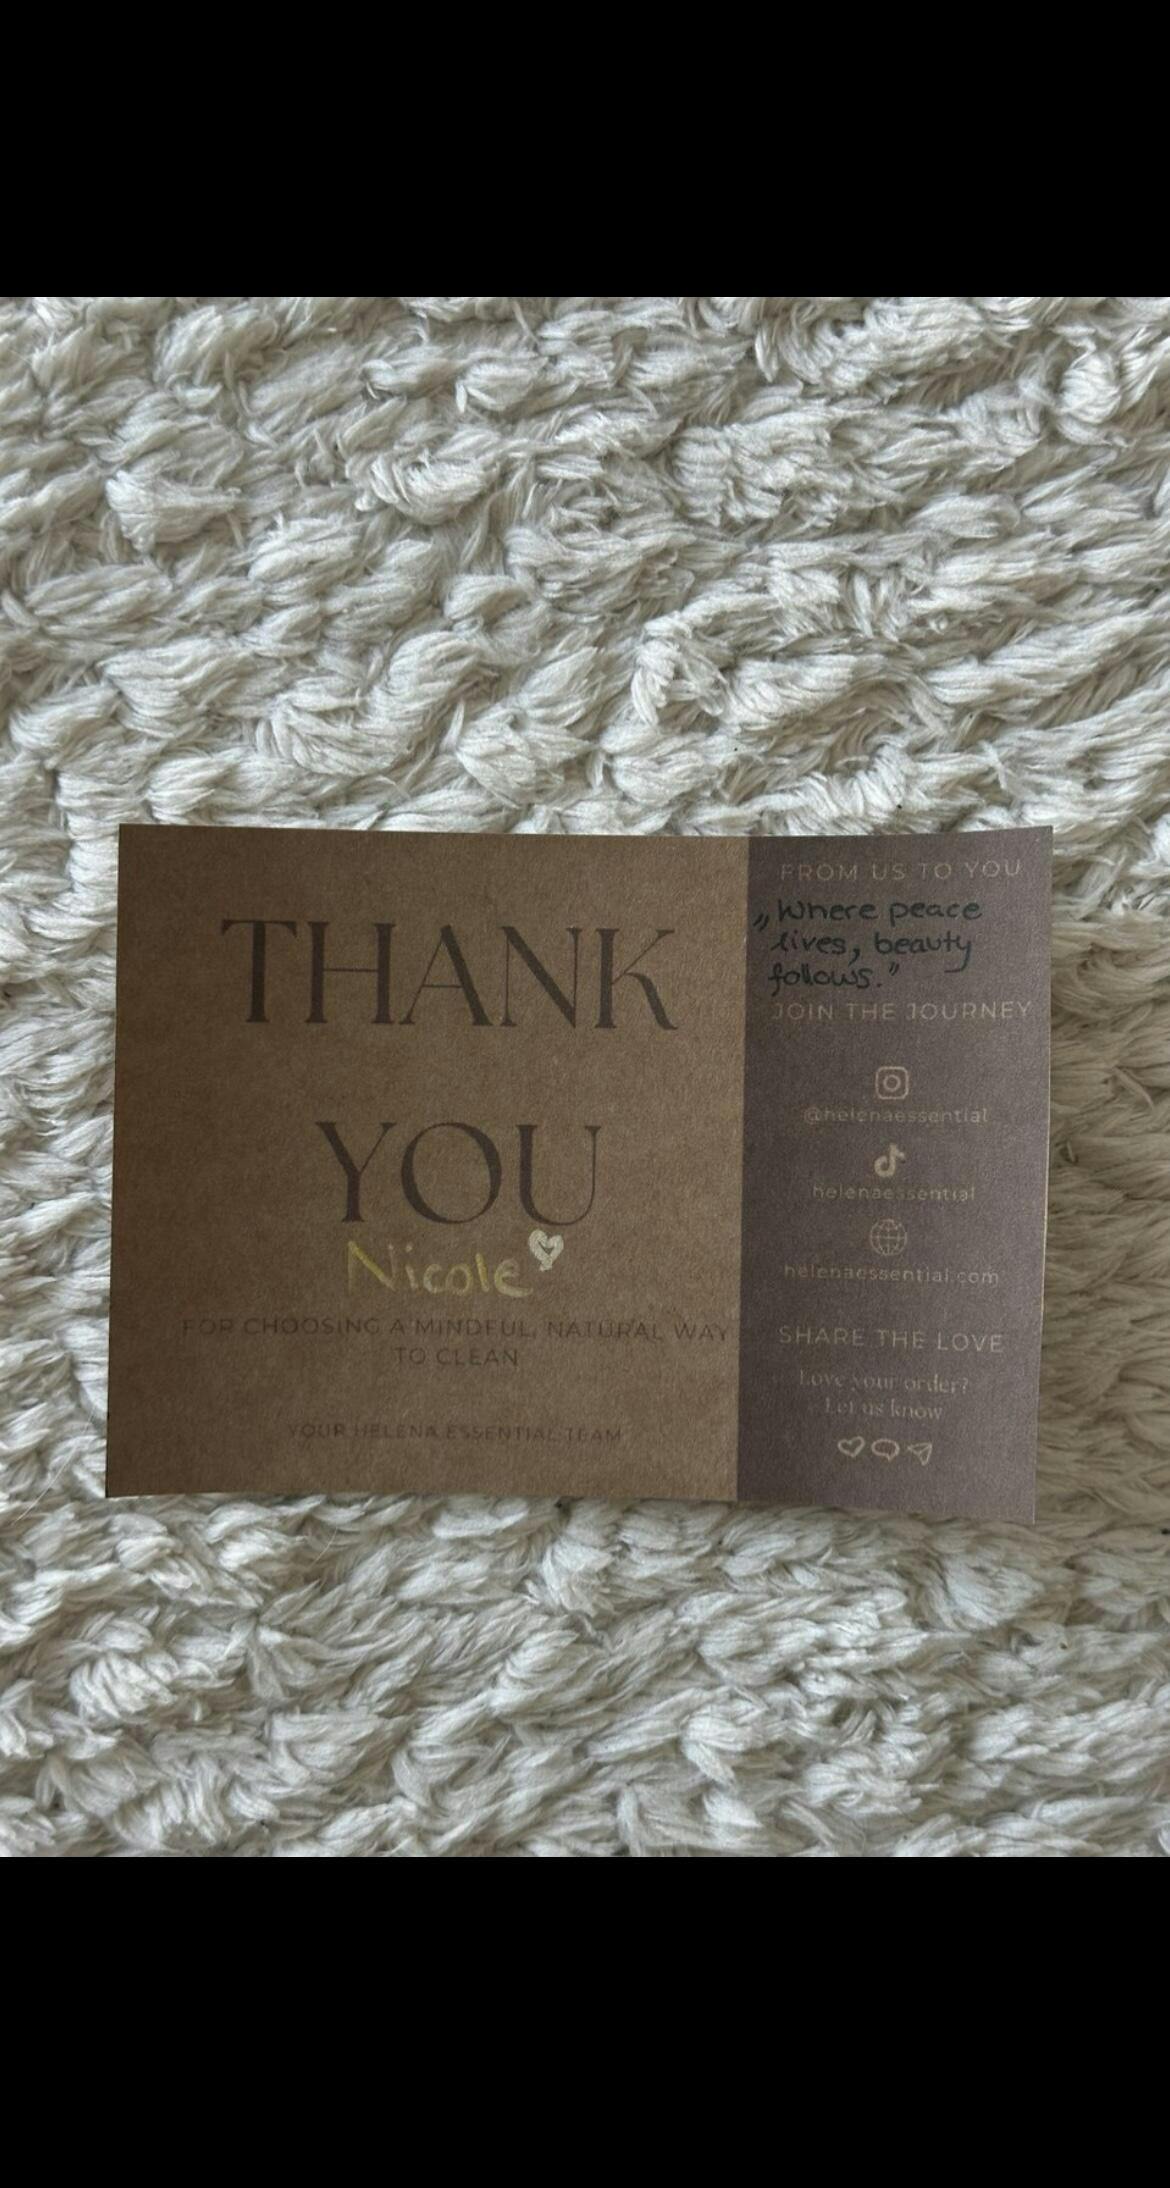 THANK
YOU
Nicole
FOR CHOOSING A MINDFUL, NATURAL WAY
TO CLEAN
YOUR HELENA ESSENTIAL TEAM
FROM US TO YOU
„Where peace
lives, beauty
follows.”
JOIN THE JOURNEY
@helenaessential
helenaessential
helenaessential.com
SHARE THE LOVE
Love your order?
Let us know